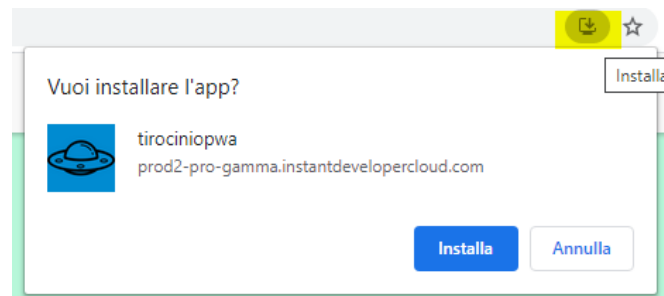 Installa
Vuoi installare l'app?
tirociniopwa
prod2-pro-gamma.instantdevelopercloud.com
Installa
Annulla